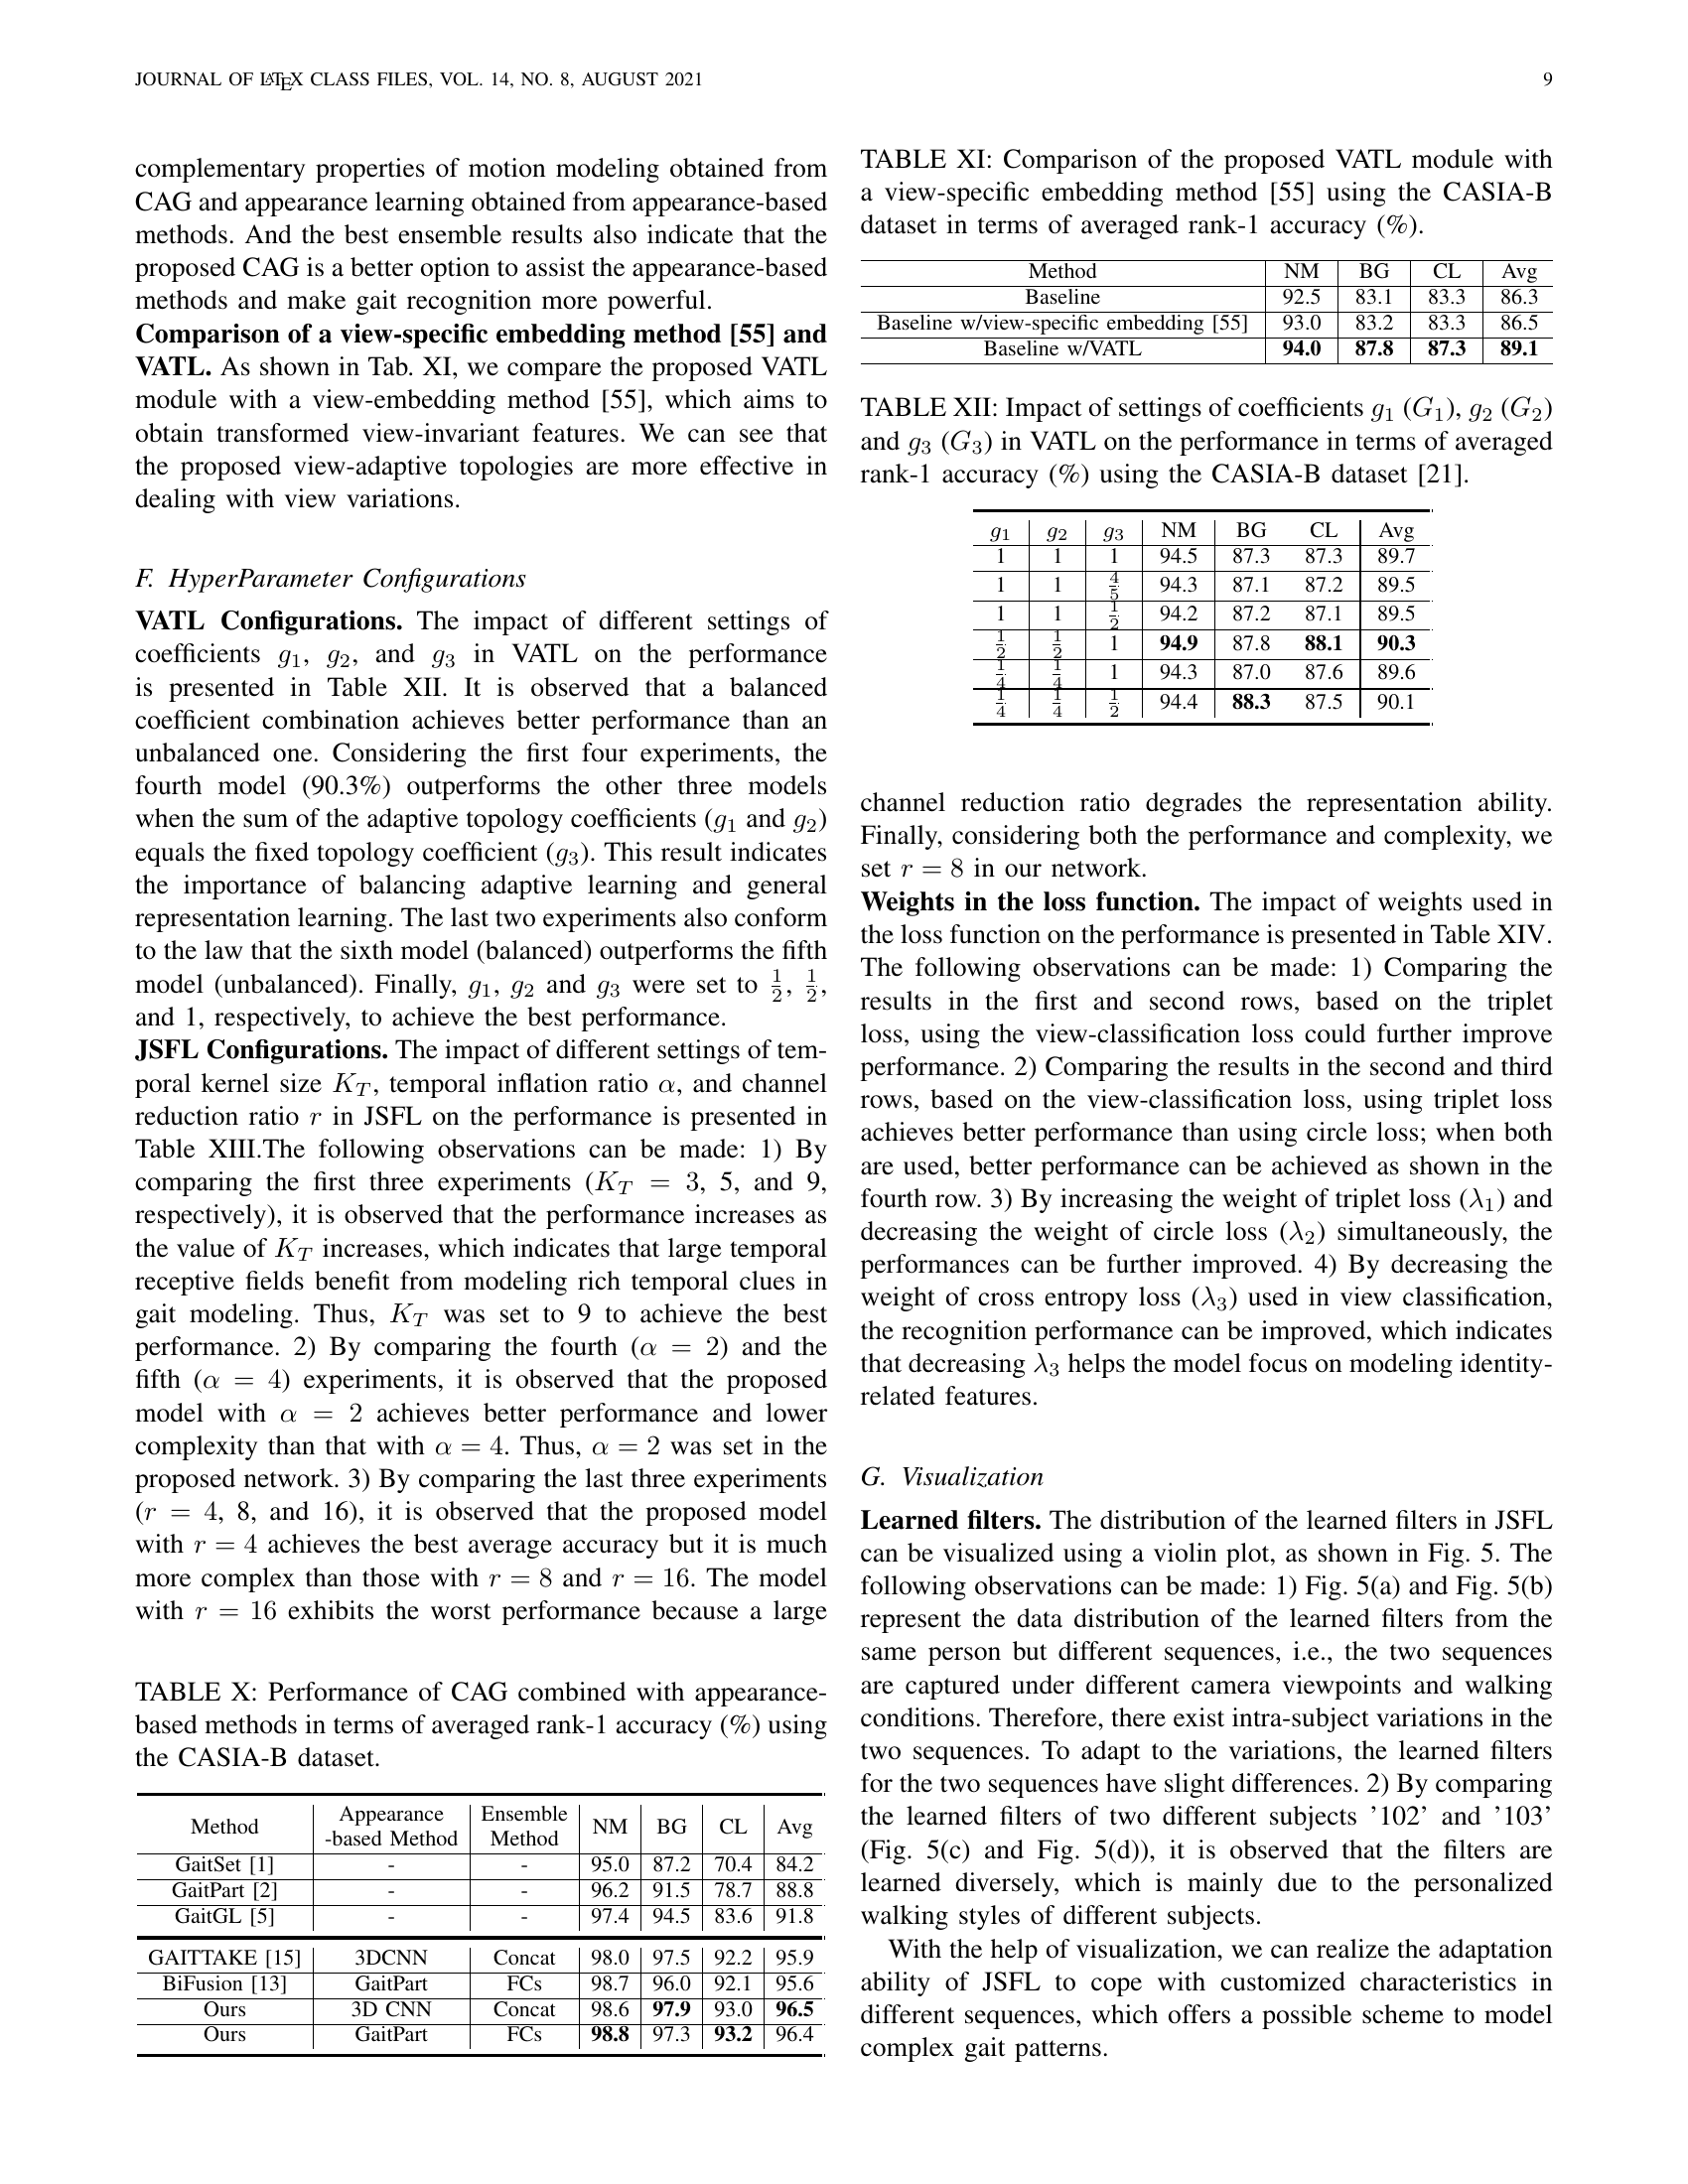 JOURNAL OF LATEX CLASS FILES, VOL. 14, NO. 8, AUGUST 2021 9
complementary properties of motion modeling obtained from
CAG and appearance learning obtained from appearance-based
methods. And the best ensemble results also indicate that the
proposed CAG is a better option to assist the appearance-based
methods and make gait recognition more powerful.
Comparison of a view-specific embedding method [55] and
VATL. As shown in Tab. XI, we compare the proposed VATL
module with a view-embedding method [55], which aims to
obtain transformed view-invariant features. We can see that
the proposed view-adaptive topologies are more effective in
dealing with view variations.
F. HyperParameter Configurations
VATL Configurations. The impact of different settings of
coefficients g1, g2, and g3 in VATL on the performance
is presented in Table XII. It is observed that a balanced
coefficient combination achieves better performance than an
unbalanced one. Considering the first four experiments, the
fourth model (90.3%) outperforms the other three models
when the sum of the adaptive topology coefficients (g1 and g2)
equals the fixed topology coefficient (g3). This result indicates
the importance of balancing adaptive learning and general
representation learning. The last two experiments also conform
to the law that the sixth model (balanced) outperforms the fifth
model (unbalanced). Finally, g1, g2 and g3 were set to 1/2, 1/2,
and 1, respectively, to achieve the best performance.
JSFL Configurations. The impact of different settings of tem-
poral kernel size KT, temporal inflation ratio α, and channel
reduction ratio r in JSFL on the performance is presented in
Table XIII.The following observations can be made: 1) By
comparing the first three experiments (KT = 3, 5, and 9,
respectively), it is observed that the performance increases as
the value of KT increases, which indicates that large temporal
receptive fields benefit from modeling rich temporal clues in
gait modeling. Thus, KT was set to 9 to achieve the best
performance. 2) By comparing the fourth (α = 2) and the
fifth (α = 4) experiments, it is observed that the proposed
model with α = 2 achieves better performance and lower
complexity than that with α = 4. Thus, α = 2 was set in the
proposed network. 3) By comparing the last three experiments
(r = 4, 8, and 16), it is observed that the proposed model
with r = 4 achieves the best average accuracy but it is much
more complex than those with r = 8 and r = 16. The model
with r = 16 exhibits the worst performance because a large
TABLE X: Performance of CAG combined with appearance-
based methods in terms of averaged rank-1 accuracy (%) using
the CASIA-B dataset.
Method Appearance -based Method Ensemble Method NM BG CL Avg
GaitSet [1] - - 95.0 87.2 70.4 84.2
GaitPart [2] - - 96.2 91.5 78.7 88.8
GaitGL [5] - - 97.4 94.5 83.6 91.8
GAITTAKE [15] 3DCNN Concat 98.0 97.5 92.2 95.9
BiFusion [13] GaitPart FCs 98.7 96.0 92.1 95.6
Ours 3D CNN Concat 98.6 97.9 93.0 96.5
Ours GaitPart FCs 98.8 97.3 93.2 96.4
TABLE XI: Comparison of the proposed VATL module with
a view-specific embedding method [55] using the CASIA-B
dataset in terms of averaged rank-1 accuracy (%).
Method NM BG CL Avg
Baseline 92.5 83.1 83.3 86.3
Baseline w/view-specific embedding [55] 93.0 83.2 83.3 86.5
Baseline w/VATL 94.0 87.8 87.3 89.1
TABLE XII: Impact of settings of coefficients g1 (G1), g2 (G2)
and g3 (G3) in VATL on the performance in terms of averaged
rank-1 accuracy (%) using the CASIA-B dataset [21].
g1 g2 g3 NM BG CL Avg
1 1 1 94.5 87.3 87.3 89.7
1 1 4/5 94.3 87.1 87.2 89.5
1 1 1/2 94.2 87.2 87.1 89.5
1/2 1/2 1 94.9 87.8 88.1 90.3
1/4 1/4 1 94.3 87.0 87.6 89.6
1/4 1/4 1/2 94.4 88.3 87.5 90.1
channel reduction ratio degrades the representation ability.
Finally, considering both the performance and complexity, we
set r = 8 in our network.
Weights in the loss function. The impact of weights used in
the loss function on the performance is presented in Table XIV.
The following observations can be made: 1) Comparing the
results in the first and second rows, based on the triplet
loss, using the view-classification loss could further improve
performance. 2) Comparing the results in the second and third
rows, based on the view-classification loss, using triplet loss
achieves better performance than using circle loss; when both
are used, better performance can be achieved as shown in the
fourth row. 3) By increasing the weight of triplet loss (λ1) and
decreasing the weight of circle loss (λ2) simultaneously, the
performances can be further improved. 4) By decreasing the
weight of cross entropy loss (λ3) used in view classification,
the recognition performance can be improved, which indicates
that decreasing λ3 helps the model focus on modeling identity-
related features.
G. Visualization
Learned filters. The distribution of the learned filters in JSFL
can be visualized using a violin plot, as shown in Fig. 5. The
following observations can be made: 1) Fig. 5(a) and Fig. 5(b)
represent the data distribution of the learned filters from the
same person but different sequences, i.e., the two sequences
are captured under different camera viewpoints and walking
conditions. Therefore, there exist intra-subject variations in the
two sequences. To adapt to the variations, the learned filters
for the two sequences have slight differences. 2) By comparing
the learned filters of two different subjects ’102’ and ’103’
(Fig. 5(c) and Fig. 5(d)), it is observed that the filters are
learned diversely, which is mainly due to the personalized
walking styles of different subjects.
With the help of visualization, we can realize the adaptation
ability of JSFL to cope with customized characteristics in
different sequences, which offers a possible scheme to model
complex gait patterns.